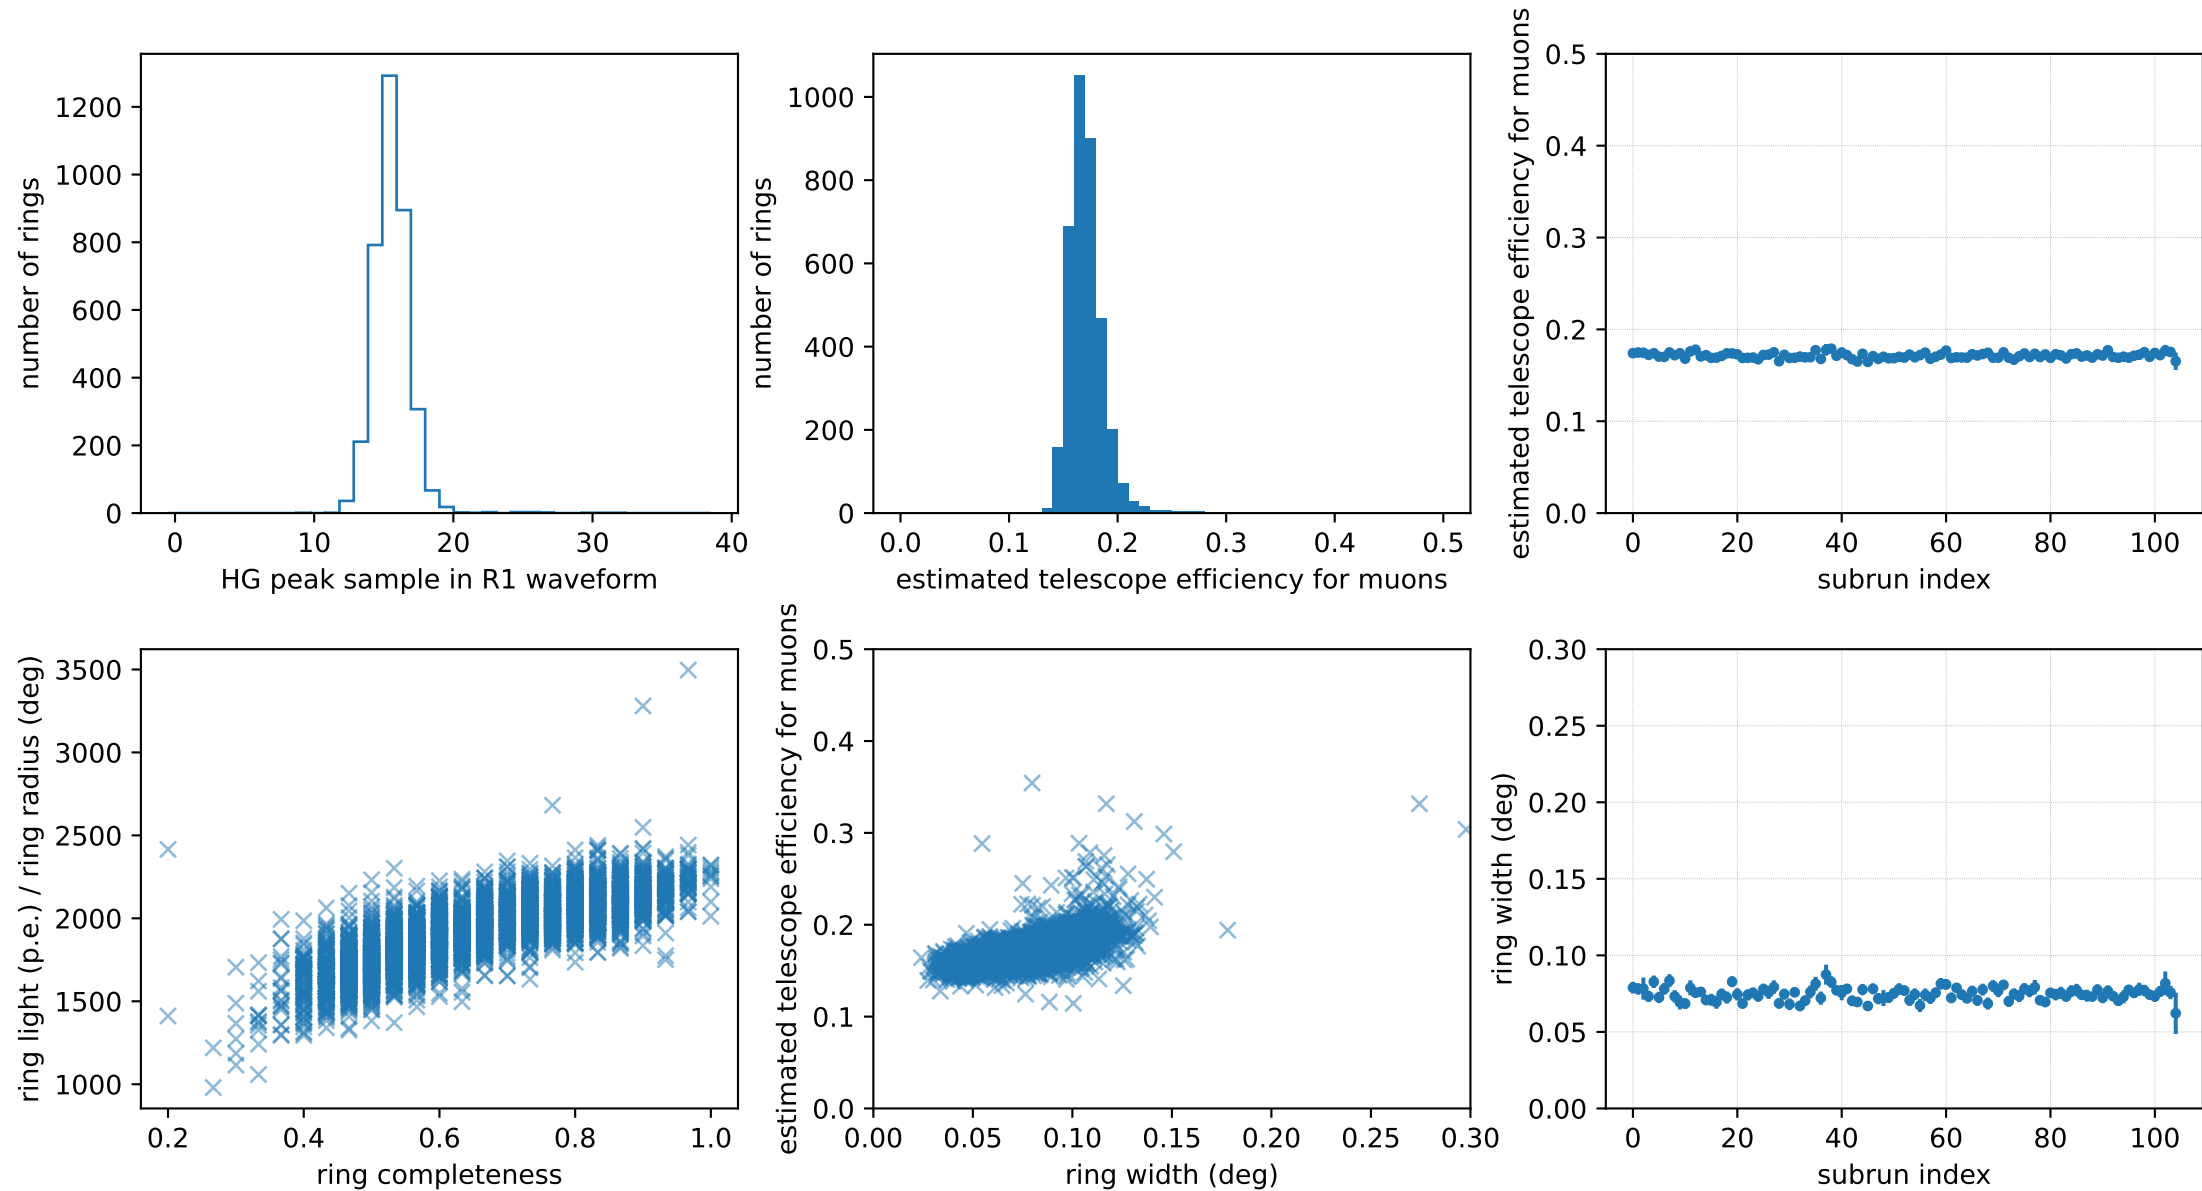 number of rings
1200
1000
800
600
400
200
0
0 10 20 30 40
HG peak sample in R1 waveform
number of rings
1000
800
600
400
200
0
0.0 0.1 0.2 0.3 0.4 0.5
estimated telescope efficiency for muons
estimated telescope efficiency for muons
0.5
0.4
0.3
0.2
0.1
0.0
0 20 40 60 80 100
subrun index
ring light (p.e.) / ring radius (deg)
3500
3000
2500
2000
1500
1000
0.2 0.4 0.6 0.8 1.0
ring completeness
estimated telescope efficiency for muons
0.5
0.4
0.3
0.2
0.1
0.0
0.00 0.05 0.10 0.15 0.20 0.25 0.30
ring width (deg)
ring width (deg)
0.30
0.25
0.20
0.15
0.10
0.05
0.00
0 20 40 60 80 100
subrun index